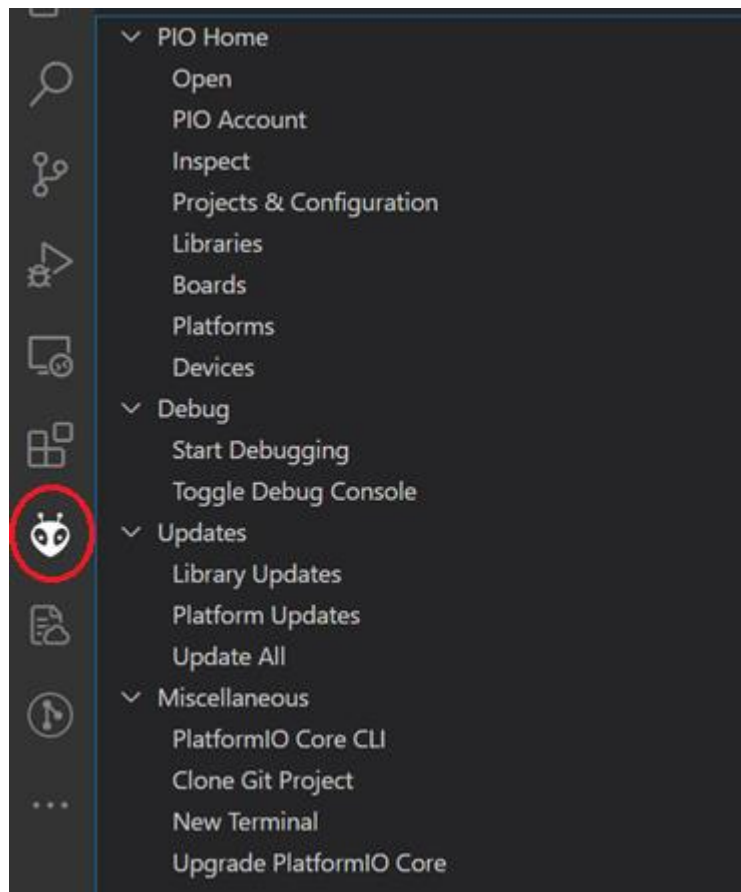 PIO Home
Open
PIO Account
Inspect
Projects & Configuration
Libraries
Boards
Platforms
Devices
Debug
Start Debugging
Toggle Debug Console
Updates
Library Updates
Platform Updates
Update All
Miscellaneous
PlatformIO Core CLI
Clone Git Project
New Terminal
Upgrade PlatformIO Core